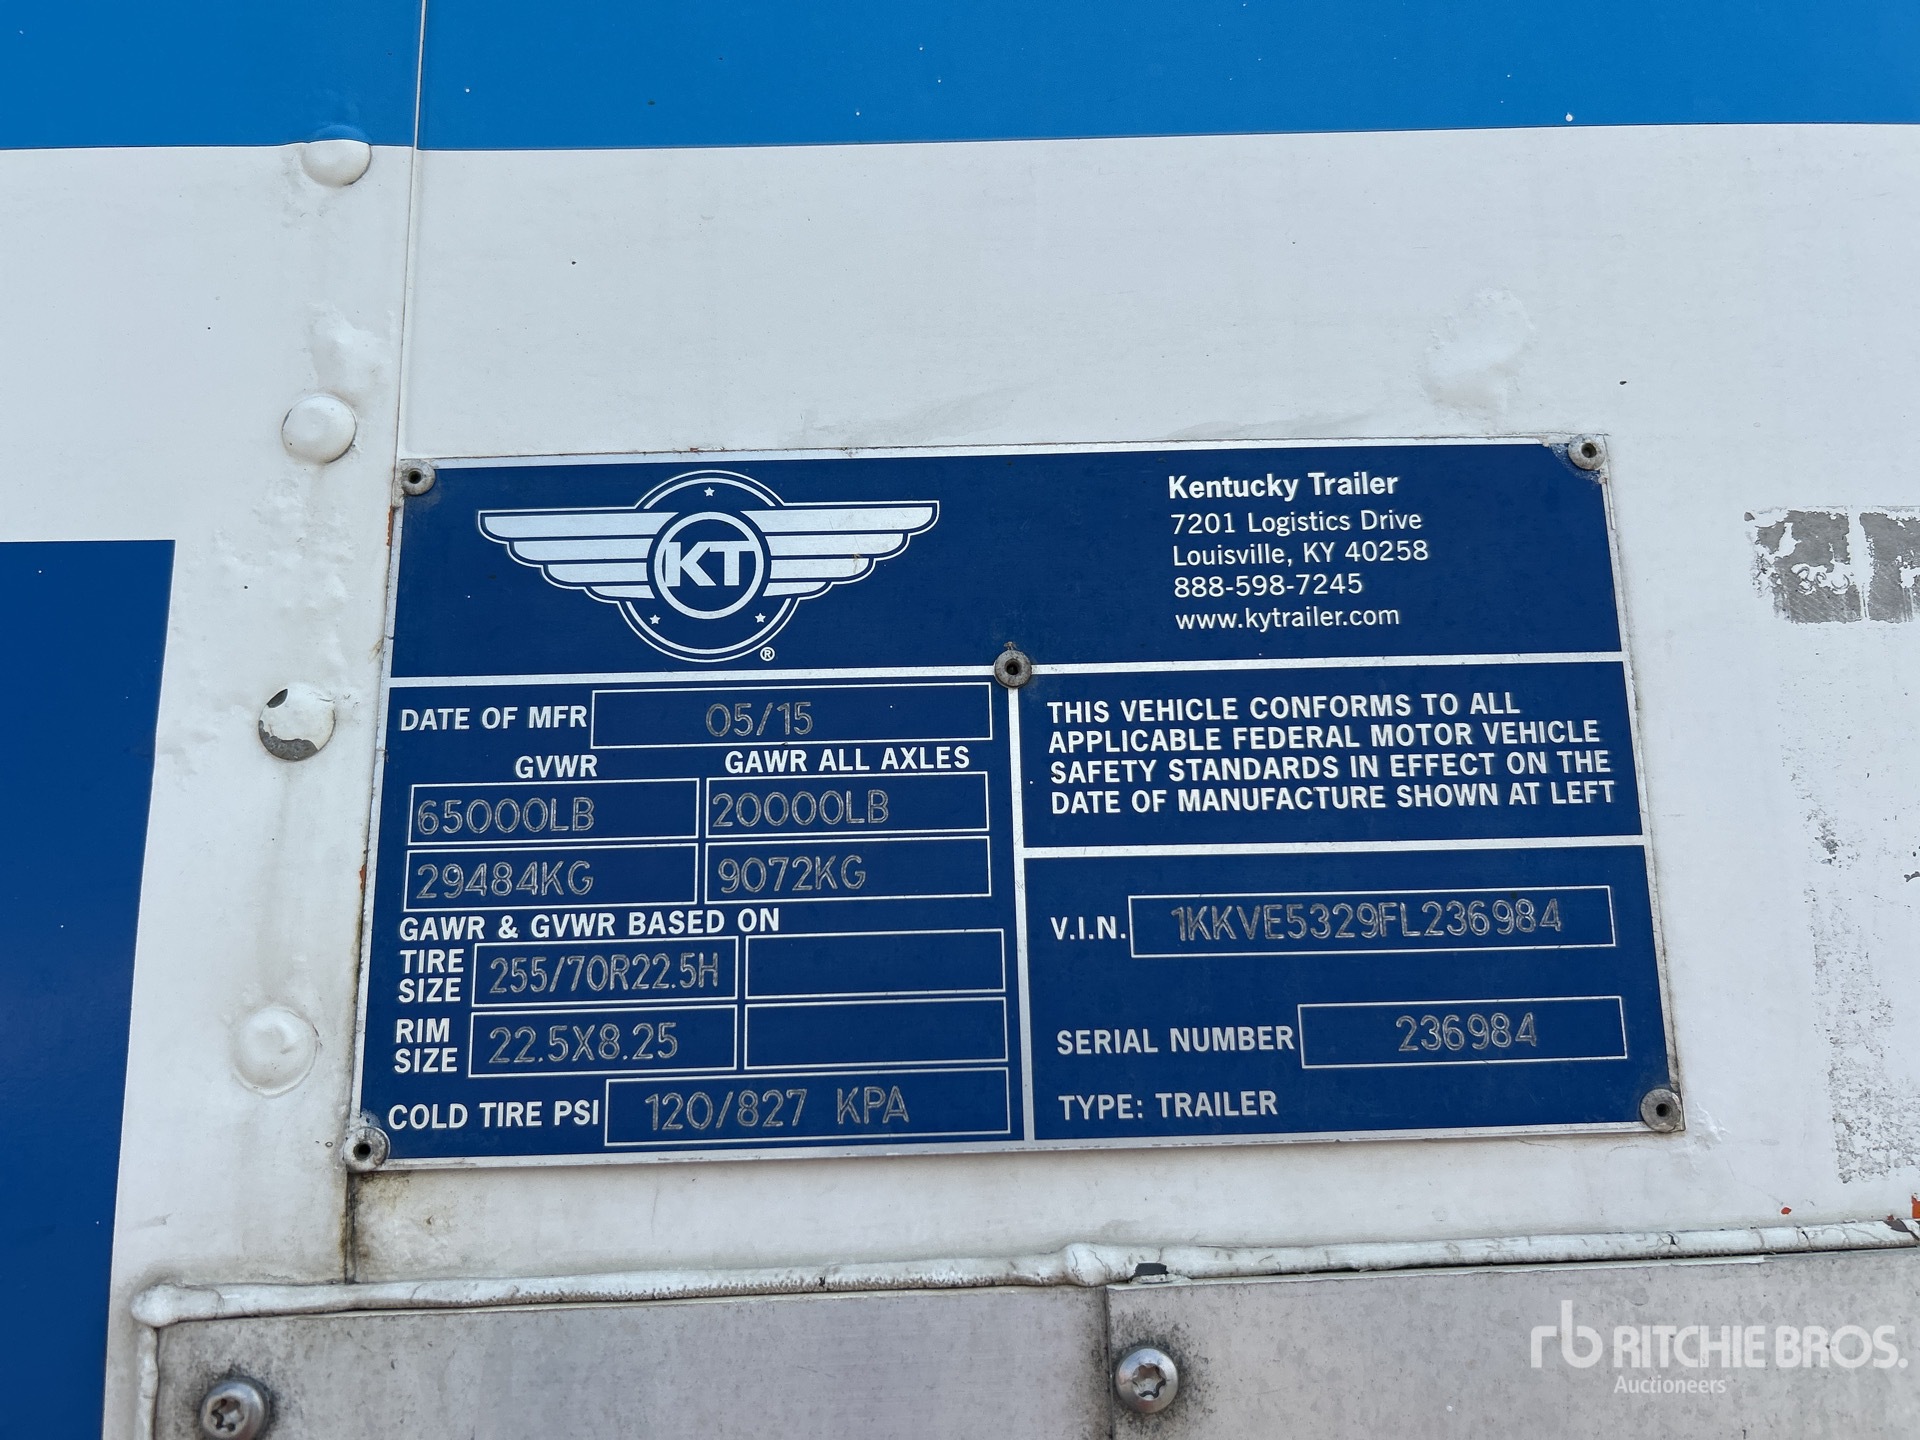 KT
®
Kentucky Trailer
7201 Logistics Drive
Louisville, KY 40258
888-598-7245
www.kytrailer.com
DATE OF MFR 05/15
GVWR GAWR ALL AXLES
65000LB 20000LB
29484KG 9072KG
GAWR & GVWR BASED ON
TIRE SIZE 255/70R22.5H
RIM SIZE 22.5X8.25
COLD TIRE PSI 120/827 KPA
THIS VEHICLE CONFORMS TO ALL
APPLICABLE FEDERAL MOTOR VEHICLE
SAFETY STANDARDS IN EFFECT ON THE
DATE OF MANUFACTURE SHOWN AT LEFT
V.I.N. 1KKVE5329FL236984
SERIAL NUMBER 236984
TYPE: TRAILER
rb RITCHIE BROS.
Auctioneers